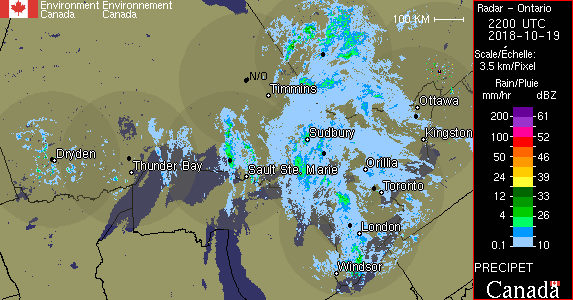 Environment Environnement
Canada Canada
100 KM
N/O
Timmins
Ottawa
Sudbury
Kingston
Dryden
Thunder Bay
Sault Ste. Marie
Orillia
Toronto
London
Windsor
Radar - Ontario
2200 UTC
2018-10-19
Scale/Échelle:
3.5 km/Pixel
Rain/Pluie
mm/hr dBZ
200 61
100 52
50 46
24 39
12 33
4 26
0.1 10
PRECIPET
Canada